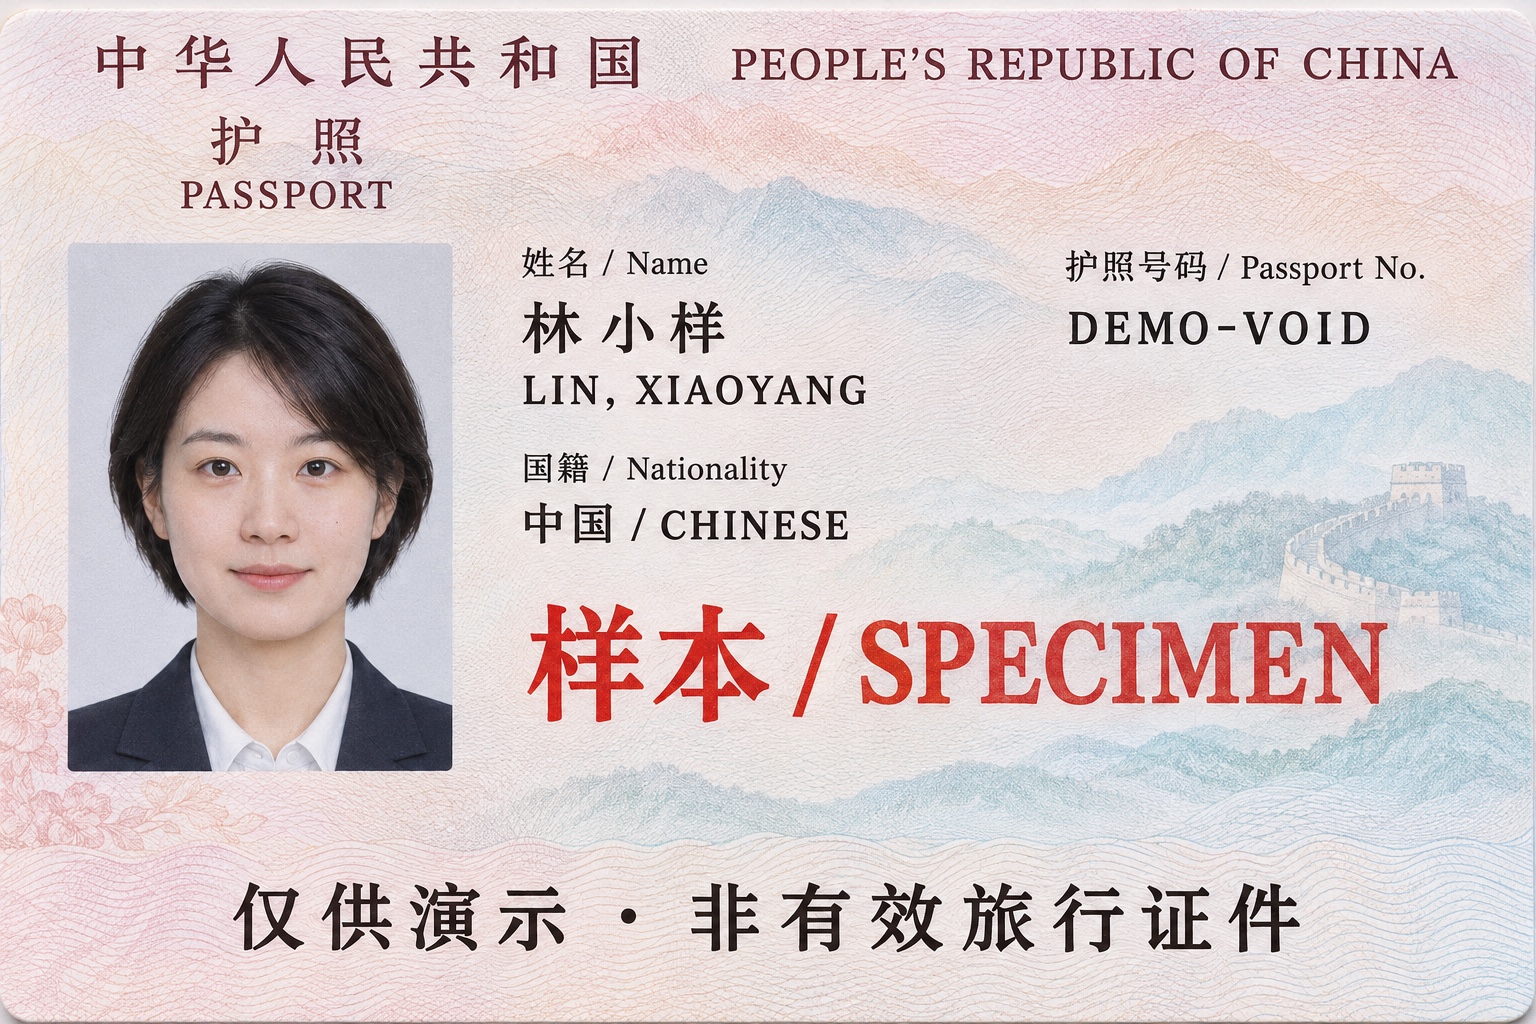 中华人民共和国 PEOPLE’S REPUBLIC OF CHINA
护照
PASSPORT
姓名 / Name
林小样
LIN, XIAOYANG
护照号码 / Passport No.
DEMO-VOID
国籍 / Nationality
中国 / CHINESE
样本 / SPECIMEN
仅供演示 · 非有效旅行证件